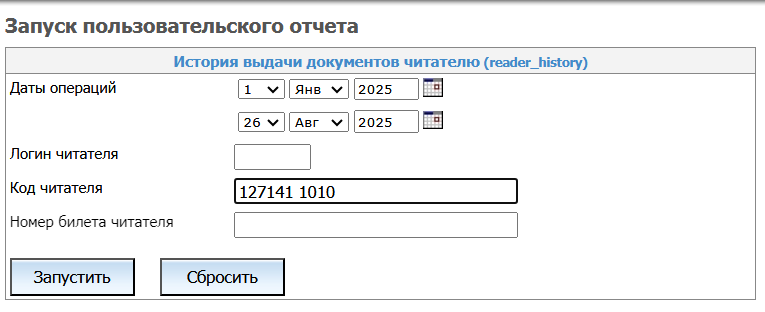 Запуск пользовательского отчета
История выдачи документов читателю (reader_history)
Даты операций 1 Янв 2025
26 Авг 2025
Логин читателя
Код читателя 127141 1010
Номер билета читателя
Запустить Сбросить